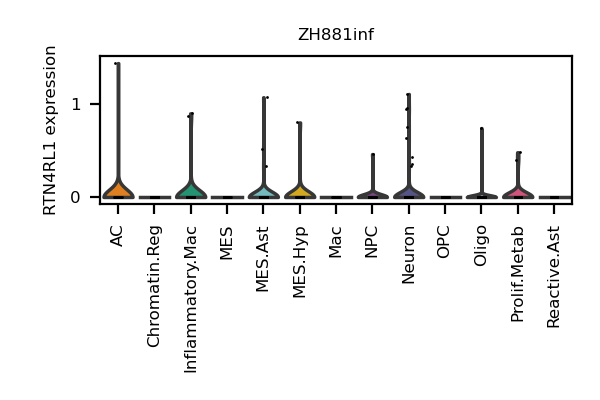 ZH881inf
RTN4RL1 expression
1
0
AC
Chromatin.Reg
Inflammatory.Mac
MES
MES.Ast
MES.Hyp
Mac
NPC
Neuron
OPC
Oligo
Prolif.Metab
Reactive.Ast